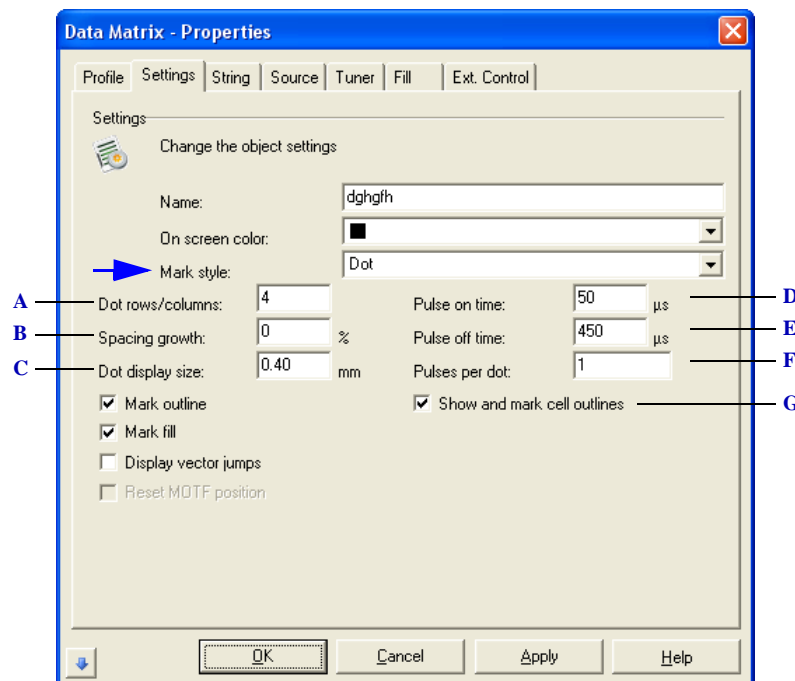 Data Matrix - Properties
Profile Settings String Source Tuner Fill Ext. Control
Settings
Change the object settings
Name: dghgfh
On screen color:
Mark style: Dot
A Dot rows/columns: 4 Pulse on time: 50 µs D
B Spacing growth: 0 % Pulse off time: 450 µs E
C Dot display size: 0.40 mm Pulses per dot: 1 F
Mark outline Show and mark cell outlines G
Mark fill
Display vector jumps
Reset MOTF position
OK Cancel Apply Help